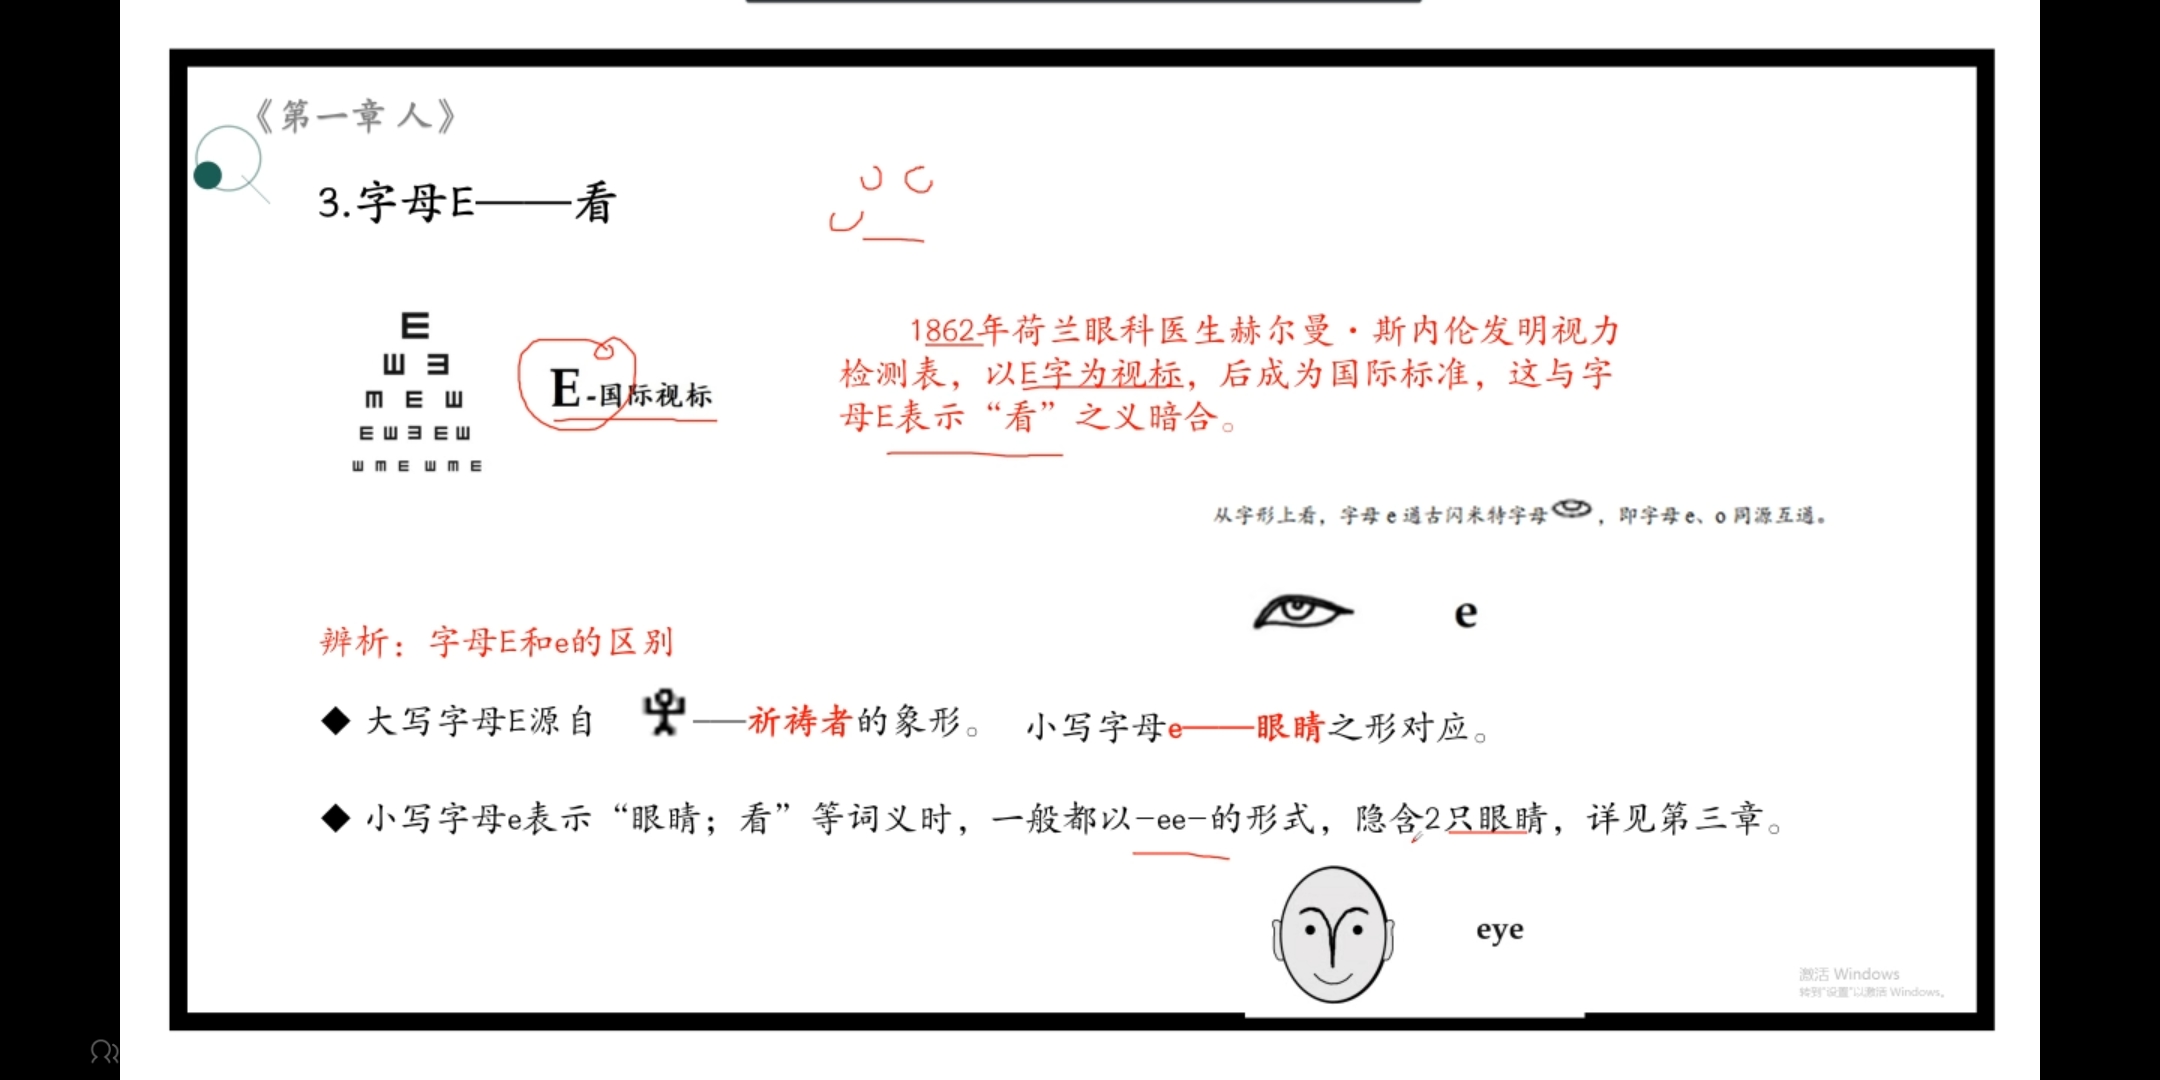 《第一章 人》
3.字母E——看
E
E-国际视标
1862年荷兰眼科医生赫尔曼·斯内伦发明视力
检测表，以E字为视标，后成为国际标准，这与字
母E表示“看”之义暗合。
从字形上看，字母 e 通古闪米特字母，即字母 e、o 同源互通。
e
辨析：字母E和e的区别
◆ 大写字母E源自 ——祈祷者的象形。 小写字母e——眼睛之形对应。
◆ 小写字母e表示“眼睛；看”等词义时，一般都以-ee-的形式，隐含2只眼睛，详见第三章。
eye
激活 Windows
转到"设置"以激活 Windows。